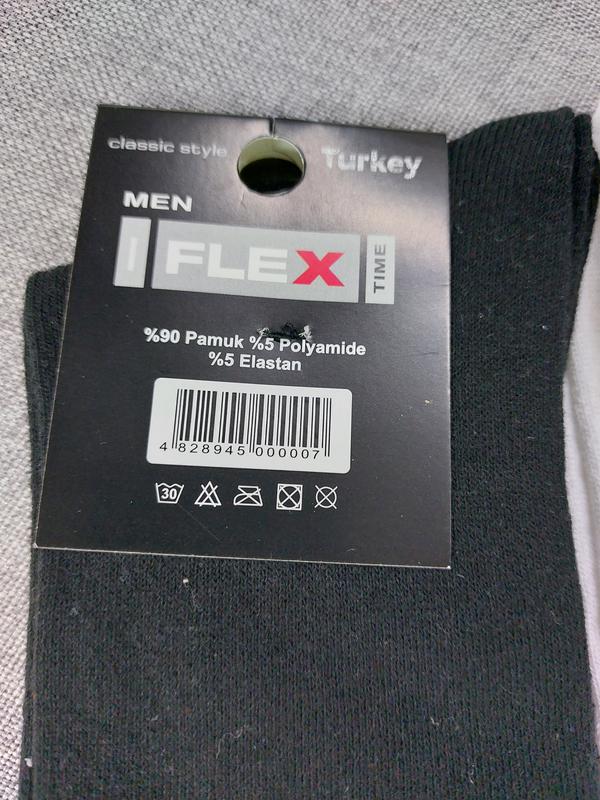 classic style Turkey
MEN
FLEX TIME
%90 Pamuk %5 Polyamide
%5 Elastan
4 828945 000007
30